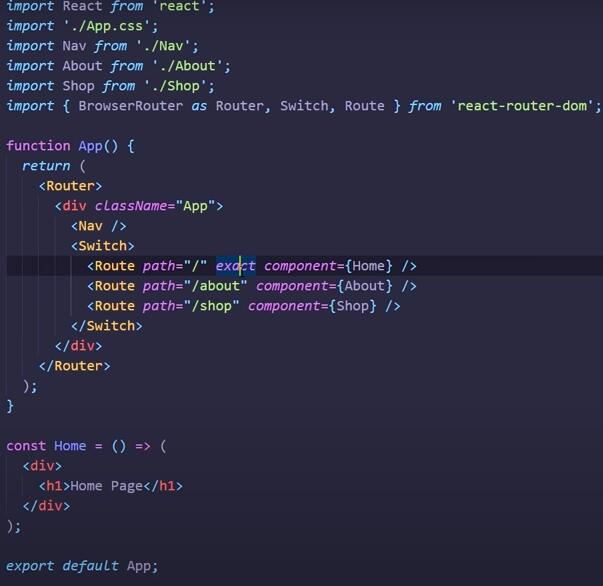 import React from 'react';
import './App.css';
import Nav from './Nav';
import About from './About';
import Shop from './Shop';
import { BrowserRouter as Router, Switch, Route } from 'react-router-dom';

function App() {
  return (
    <Router>
      <div className="App">
        <Nav />
        <Switch>
          <Route path="/" exact component={Home} />
          <Route path="/about" component={About} />
          <Route path="/shop" component={Shop} />
        </Switch>
      </div>
    </Router>
  );
}

const Home = () => (
  <div>
    <h1>Home Page</h1>
  </div>
);

export default App;